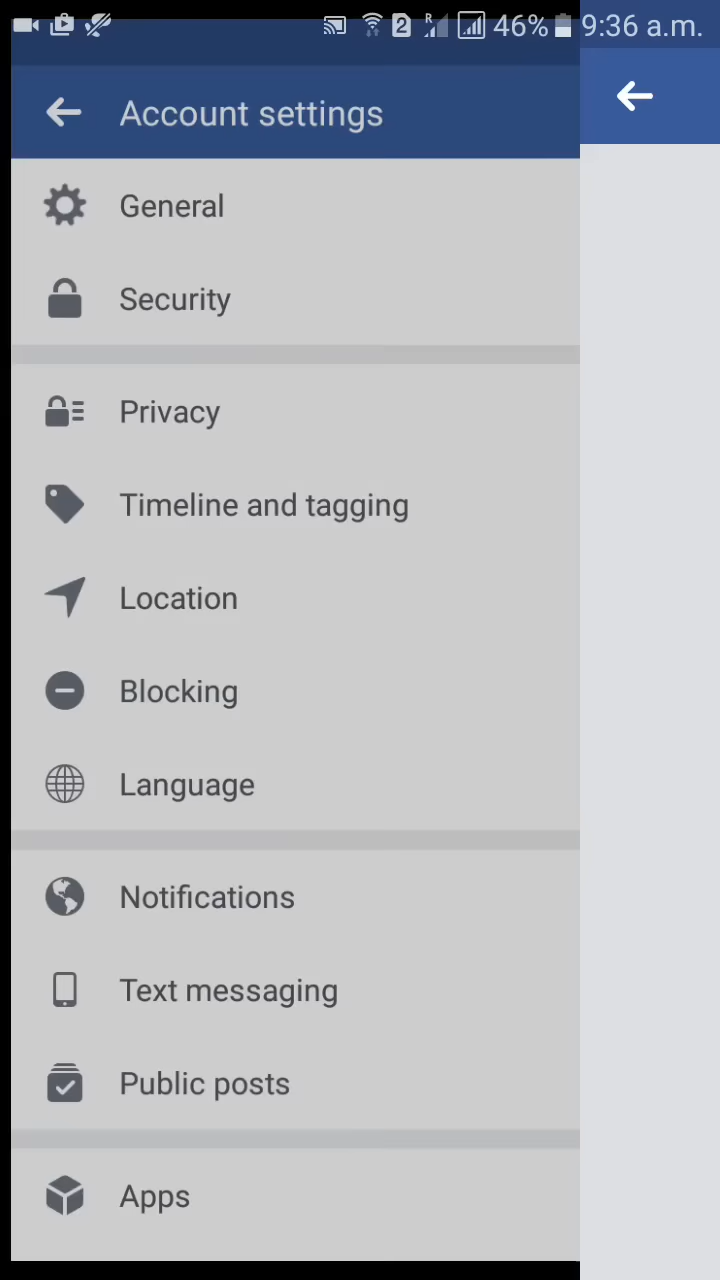 2 R 46% 9:36 a.m.
Account settings
General
Security
Privacy
Timeline and tagging
Location
Blocking
Language
Notifications
Text messaging
Public posts
Apps